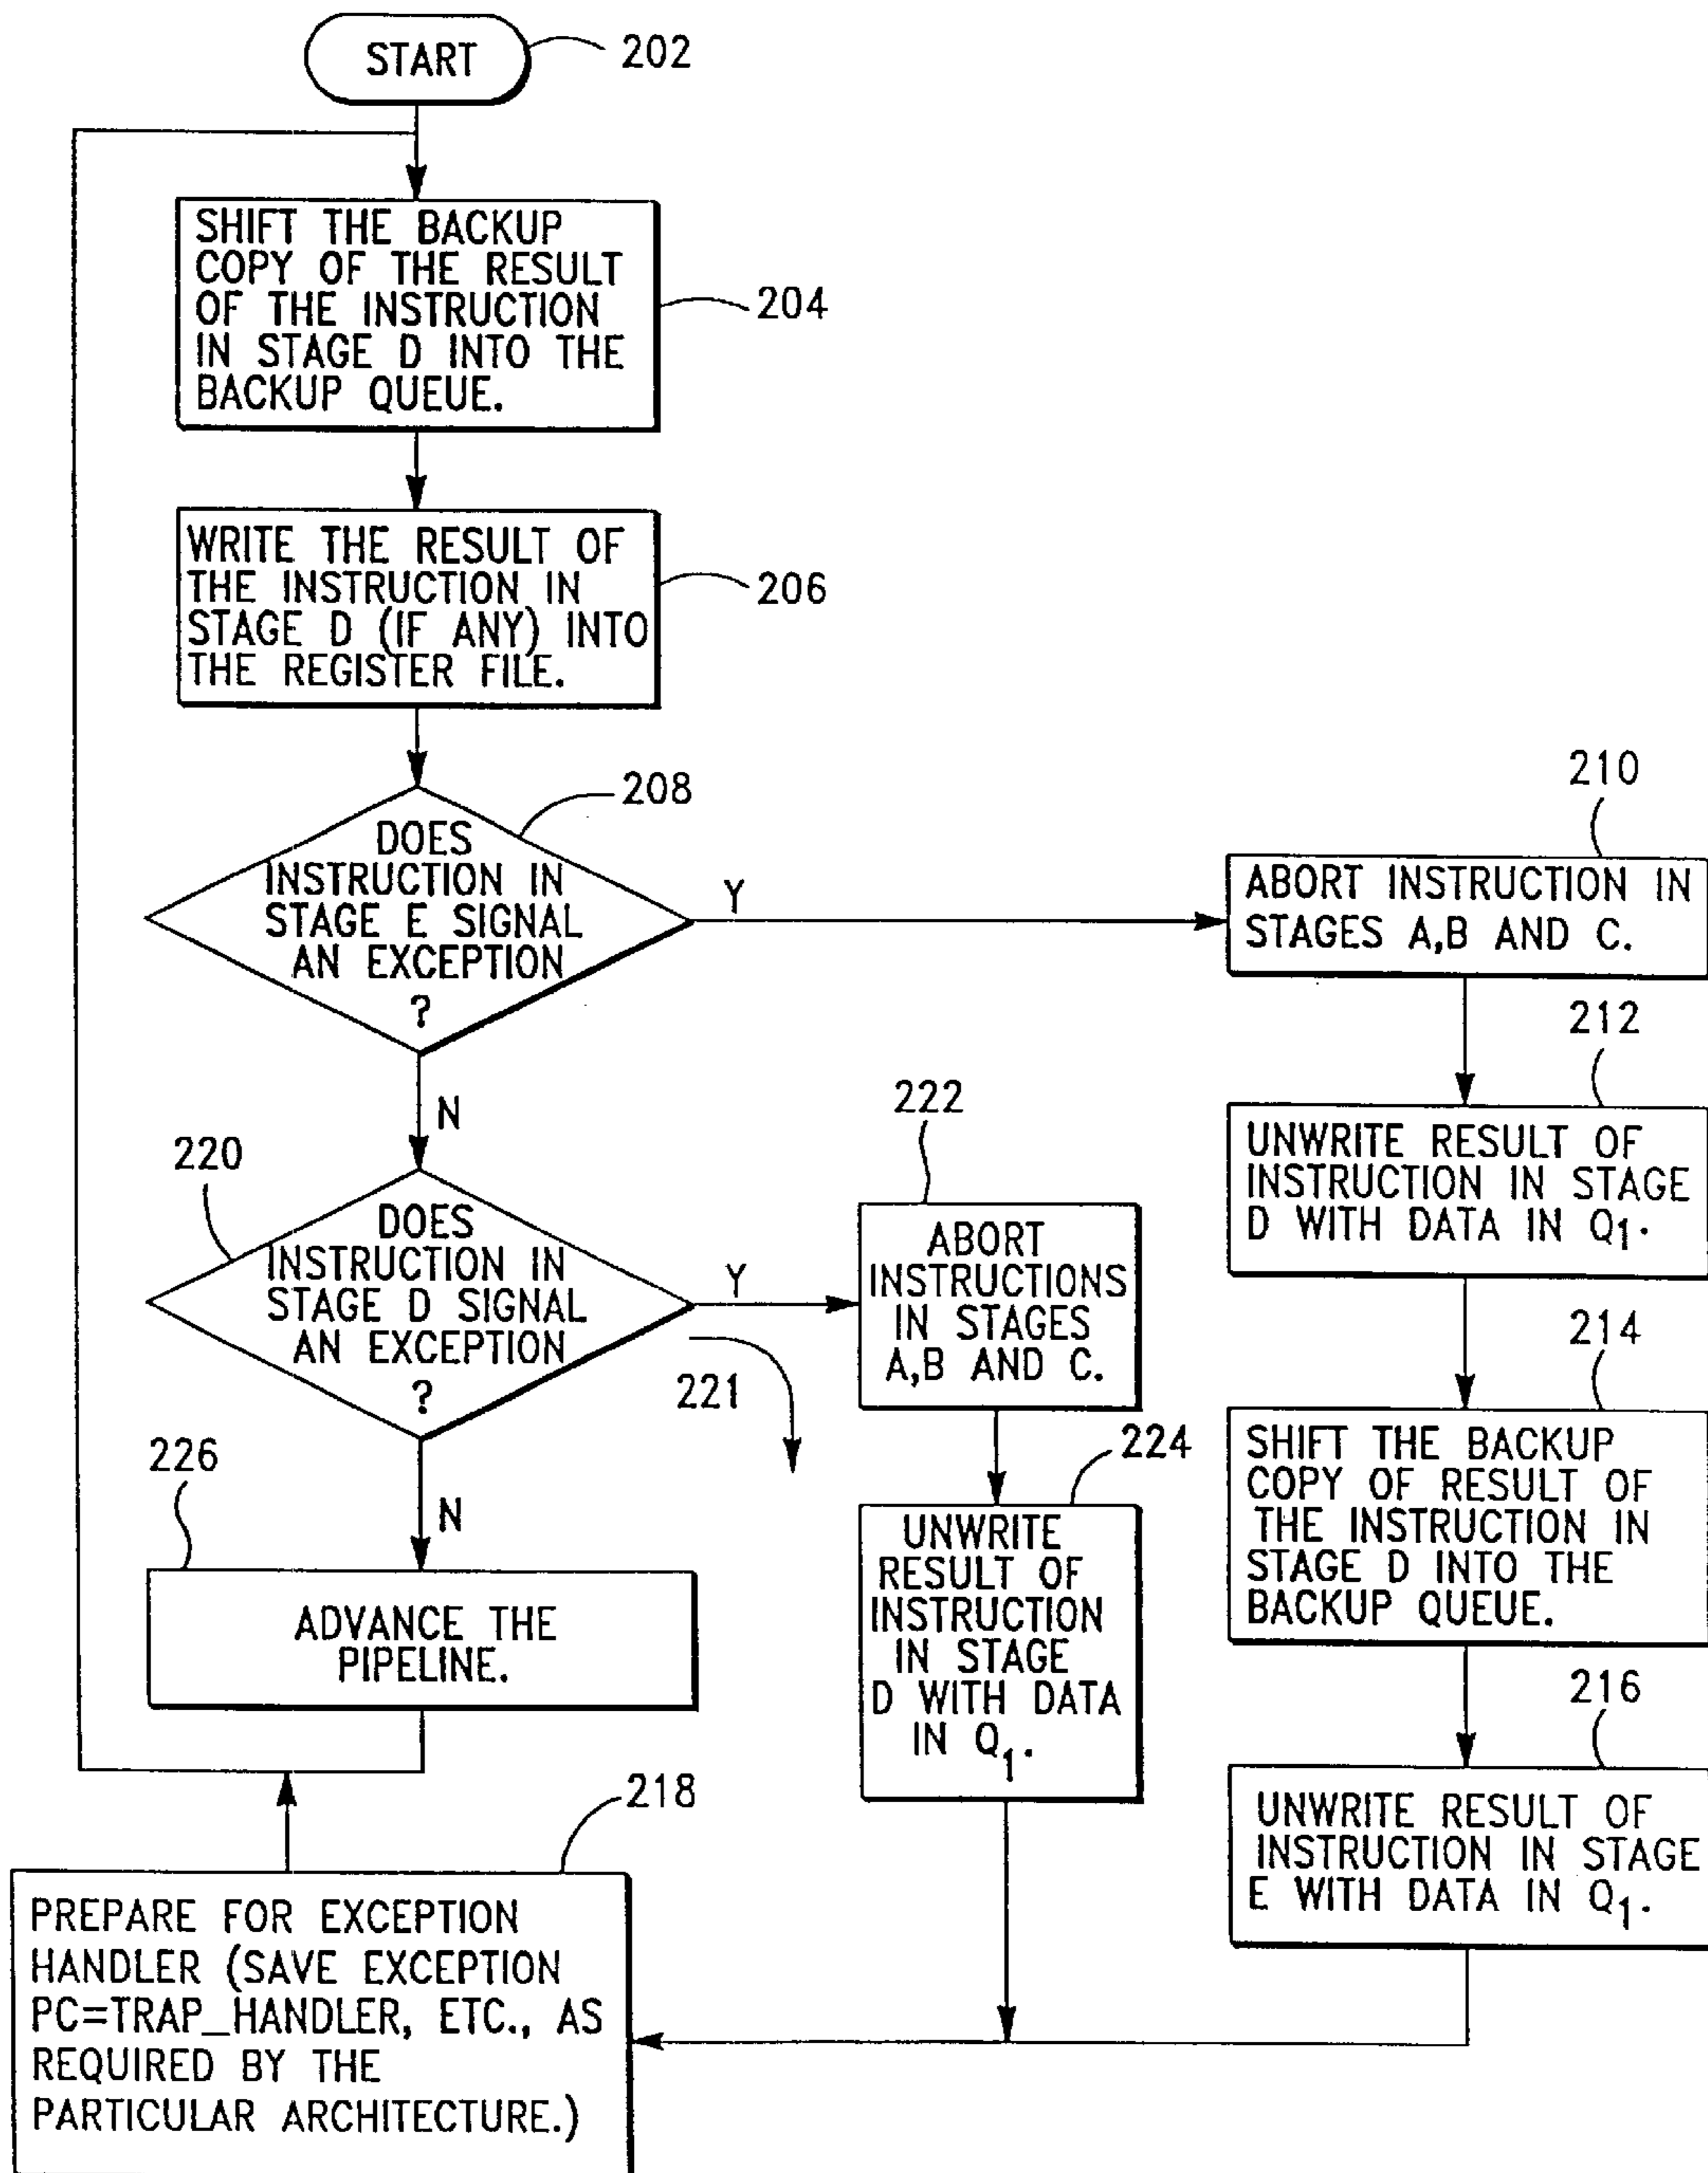 START
202
SHIFT THE BACKUP
COPY OF THE RESULT
OF THE INSTRUCTION
IN STAGE D INTO THE
BACKUP QUEUE.
204
WRITE THE RESULT OF
THE INSTRUCTION IN
STAGE D (IF ANY) INTO
THE REGISTER FILE.
206
DOES
INSTRUCTION IN
STAGE E SIGNAL
AN EXCEPTION
?
208
Y
N
210
ABORT INSTRUCTION IN
STAGES A,B AND C.
212
UNWRITE RESULT OF
INSTRUCTION IN STAGE
D WITH DATA IN Q1.
214
SHIFT THE BACKUP
COPY OF RESULT OF
THE INSTRUCTION IN
STAGE D INTO THE
BACKUP QUEUE.
216
UNWRITE RESULT OF
INSTRUCTION IN STAGE
E WITH DATA IN Q1.
220
DOES
INSTRUCTION IN
STAGE D SIGNAL
AN EXCEPTION
?
Y
221
N
222
ABORT
INSTRUCTIONS
IN STAGES
A,B AND C.
224
UNWRITE
RESULT OF
INSTRUCTION
IN STAGE
D WITH DATA
IN Q1.
226
ADVANCE THE
PIPELINE.
218
PREPARE FOR EXCEPTION
HANDLER (SAVE EXCEPTION
PC=TRAP_HANDLER, ETC., AS
REQUIRED BY THE
PARTICULAR ARCHITECTURE.)